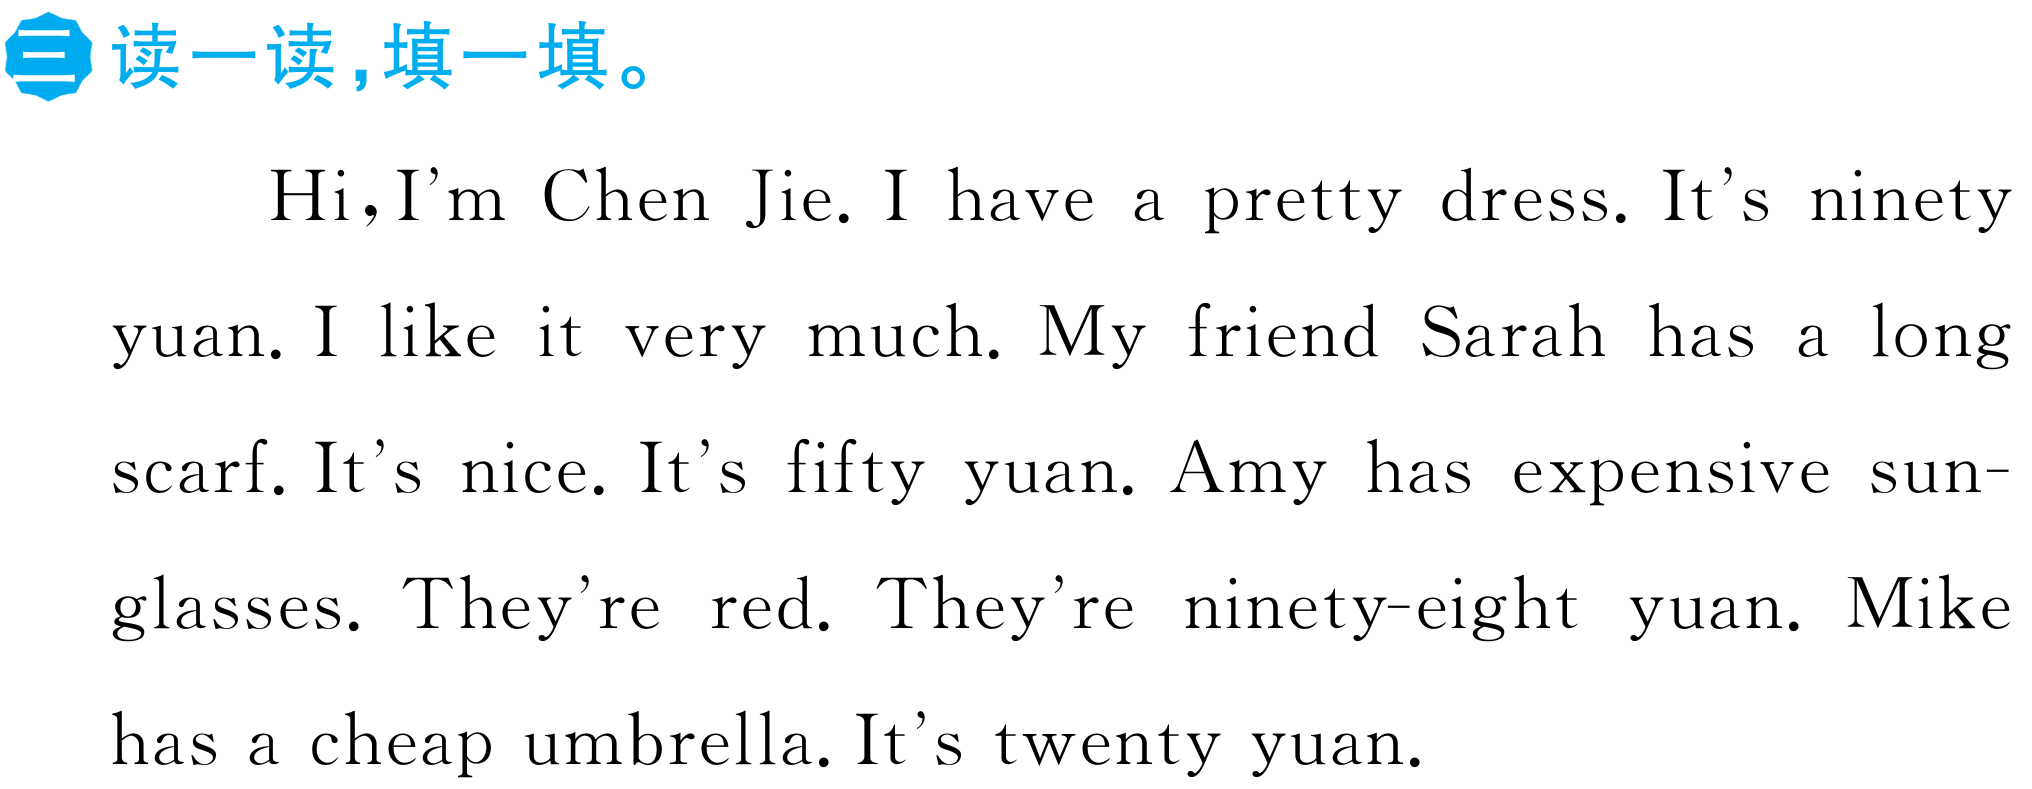 三 读一读,填一填。
Hi, I'm Chen Jie. I have a pretty dress. It's ninety
yuan. I like it very much. My friend Sarah has a long
scarf. It's nice. It's fifty yuan. Amy has expensive sun-
glasses. They're red. They're ninety-eight yuan. Mike
has a cheap umbrella. It's twenty yuan.